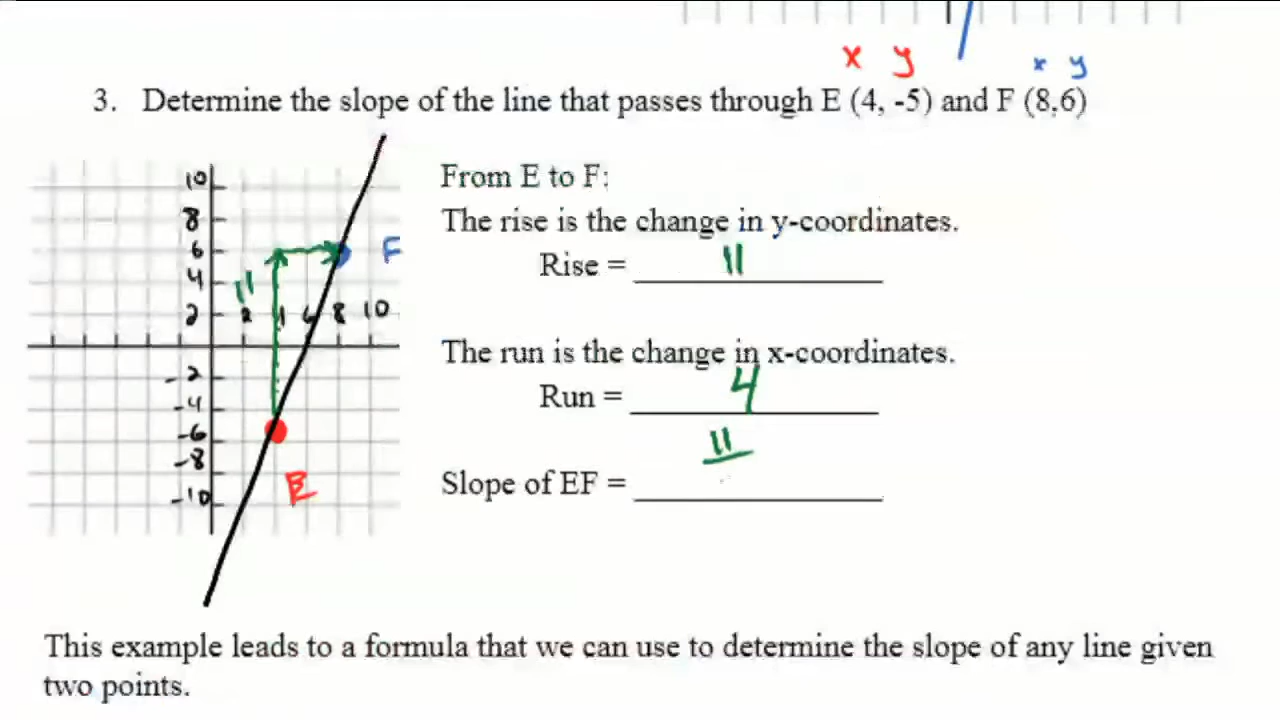 x y x y
3. Determine the slope of the line that passes through E (4, -5) and F (8,6)
From E to F:
The rise is the change in y-coordinates.
Rise = 11
The run is the change in x-coordinates.
Run = 4
11
Slope of EF =
10
8
6
4
2
2 4 6 8 10
-2
-4
-6
-8
-10
11
F
E
This example leads to a formula that we can use to determine the slope of any line given
two points.